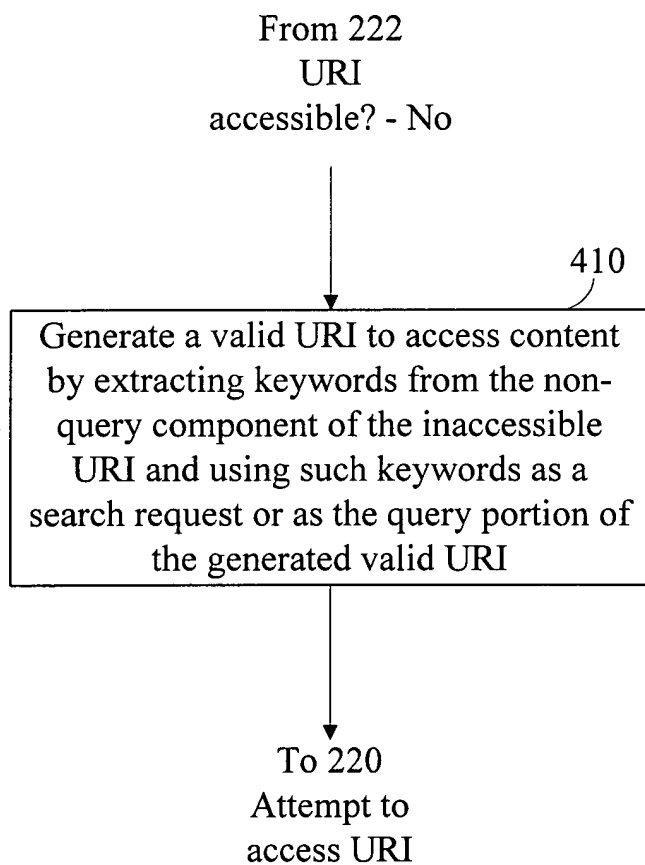 From 222
URI
accessible? - No
410
Generate a valid URI to access content
by extracting keywords from the non-
query component of the inaccessible
URI and using such keywords as a
search request or as the query portion of
the generated valid URI
To 220
Attempt to
access URI